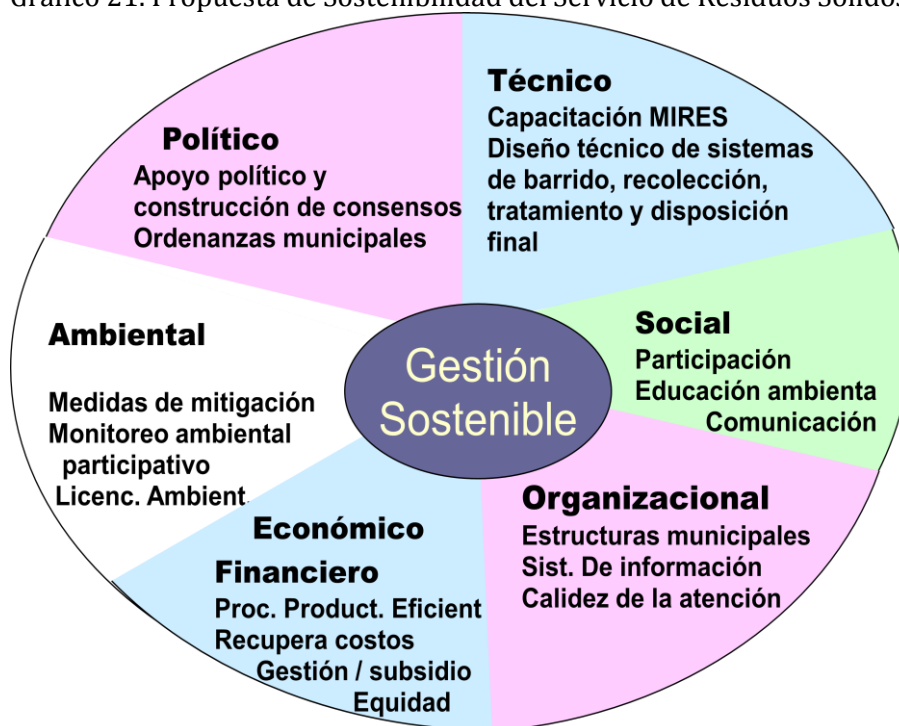 Gráfico 21. Propuesta de Sostenibilidad del Servicio de Residuos Sólidos
Técnico
Capacitación MIRES
Diseño técnico de sistemas
de barrido, recolección,
tratamiento y disposición
final
Político
Apoyo político y
construcción de consensos
Ordenanzas municipales
Social
Participación
Educación ambienta
Comunicación
Ambiental
Medidas de mitigación
Monitoreo ambiental
participativo
Licenc. Ambient.
Gestión
Sostenible
Organizacional
Estructuras municipales
Sist. De información
Calidez de la atención
Económico
Financiero
Proc. Product. Eficient
Recupera costos
Gestión / subsidio
Equidad